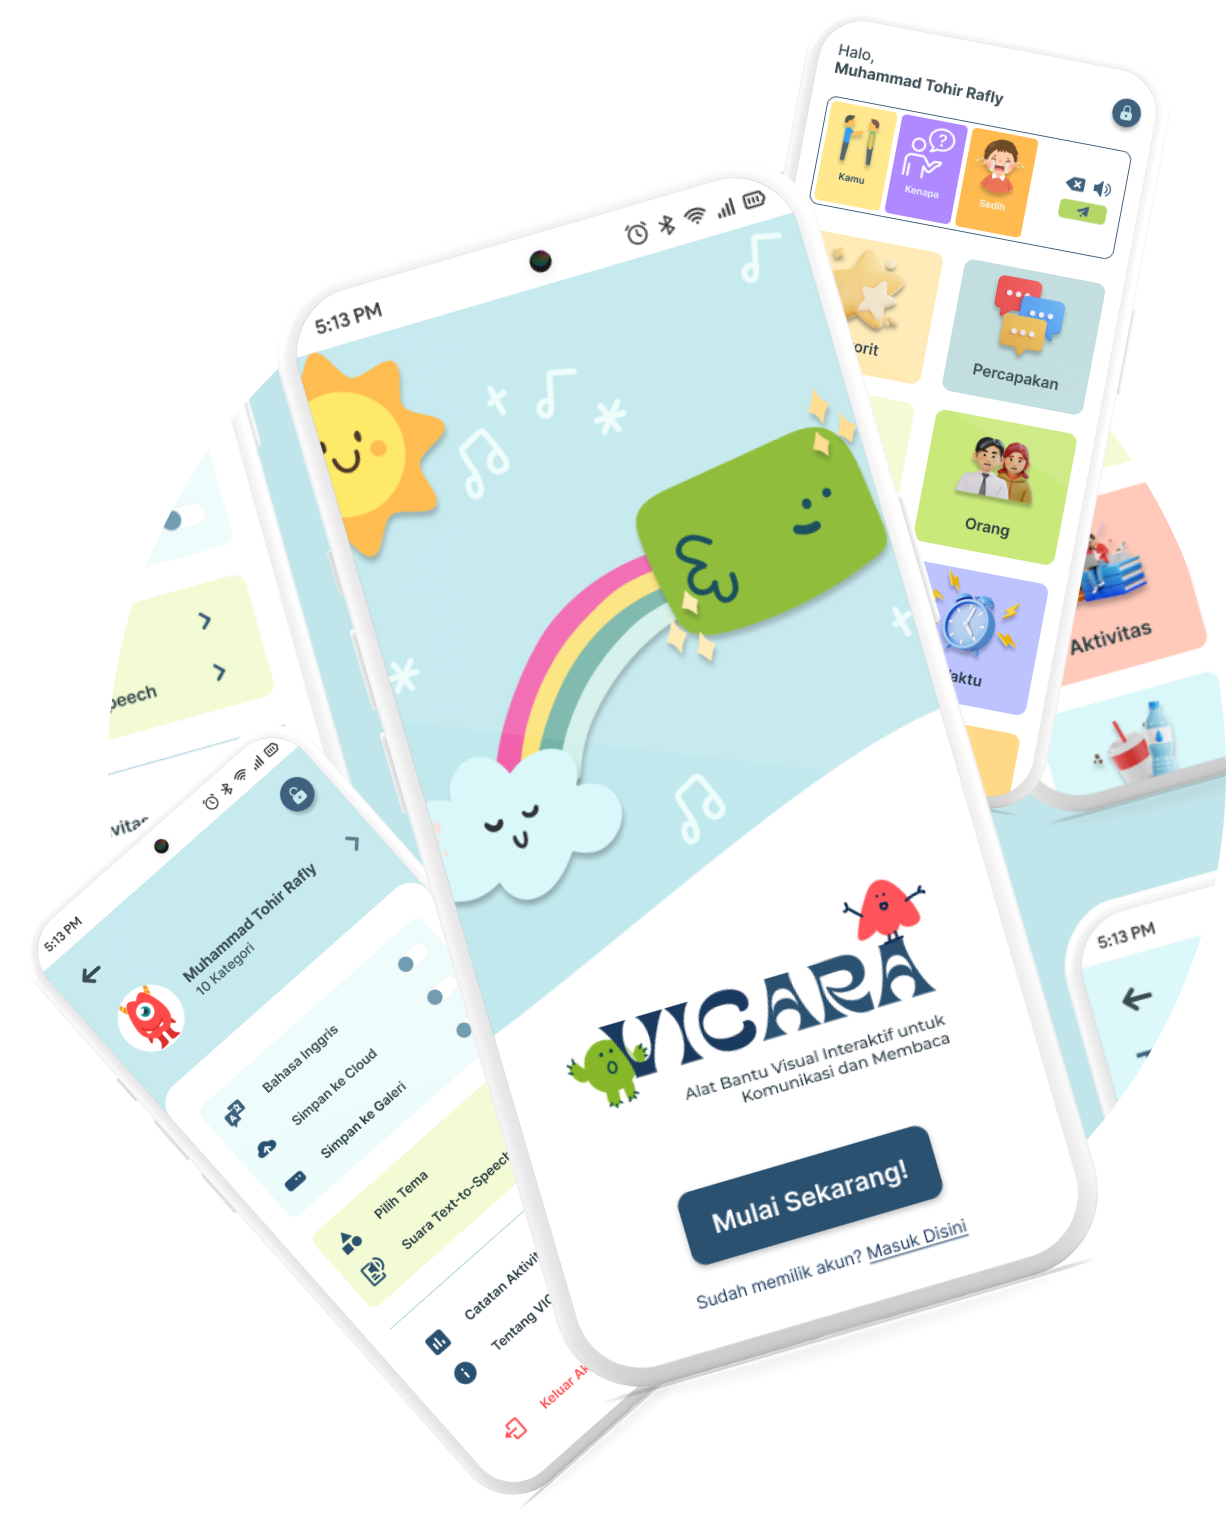 Halo,
Muhammad Tohir Rafly
Kamu
Kenapa
Sedih
orit
Percapakan
Orang
aktu
Aktivitas
5:13 PM
VICARA
Alat Bantu Visual Interaktif untuk
Komunikasi dan Membaca
Mulai Sekarang!
Sudah memilik akun? Masuk Disini
peech
vitas
5:13 PM
Muhammad Tohir Rafly
10 Kategori
Bahasa Inggris
Simpan ke Cloud
Simpan ke Galeri
Pilih Tema
Suara Text-to-Speech
Catatan Aktivit
Tentang VIC
Keluar Ak
5:13 PM